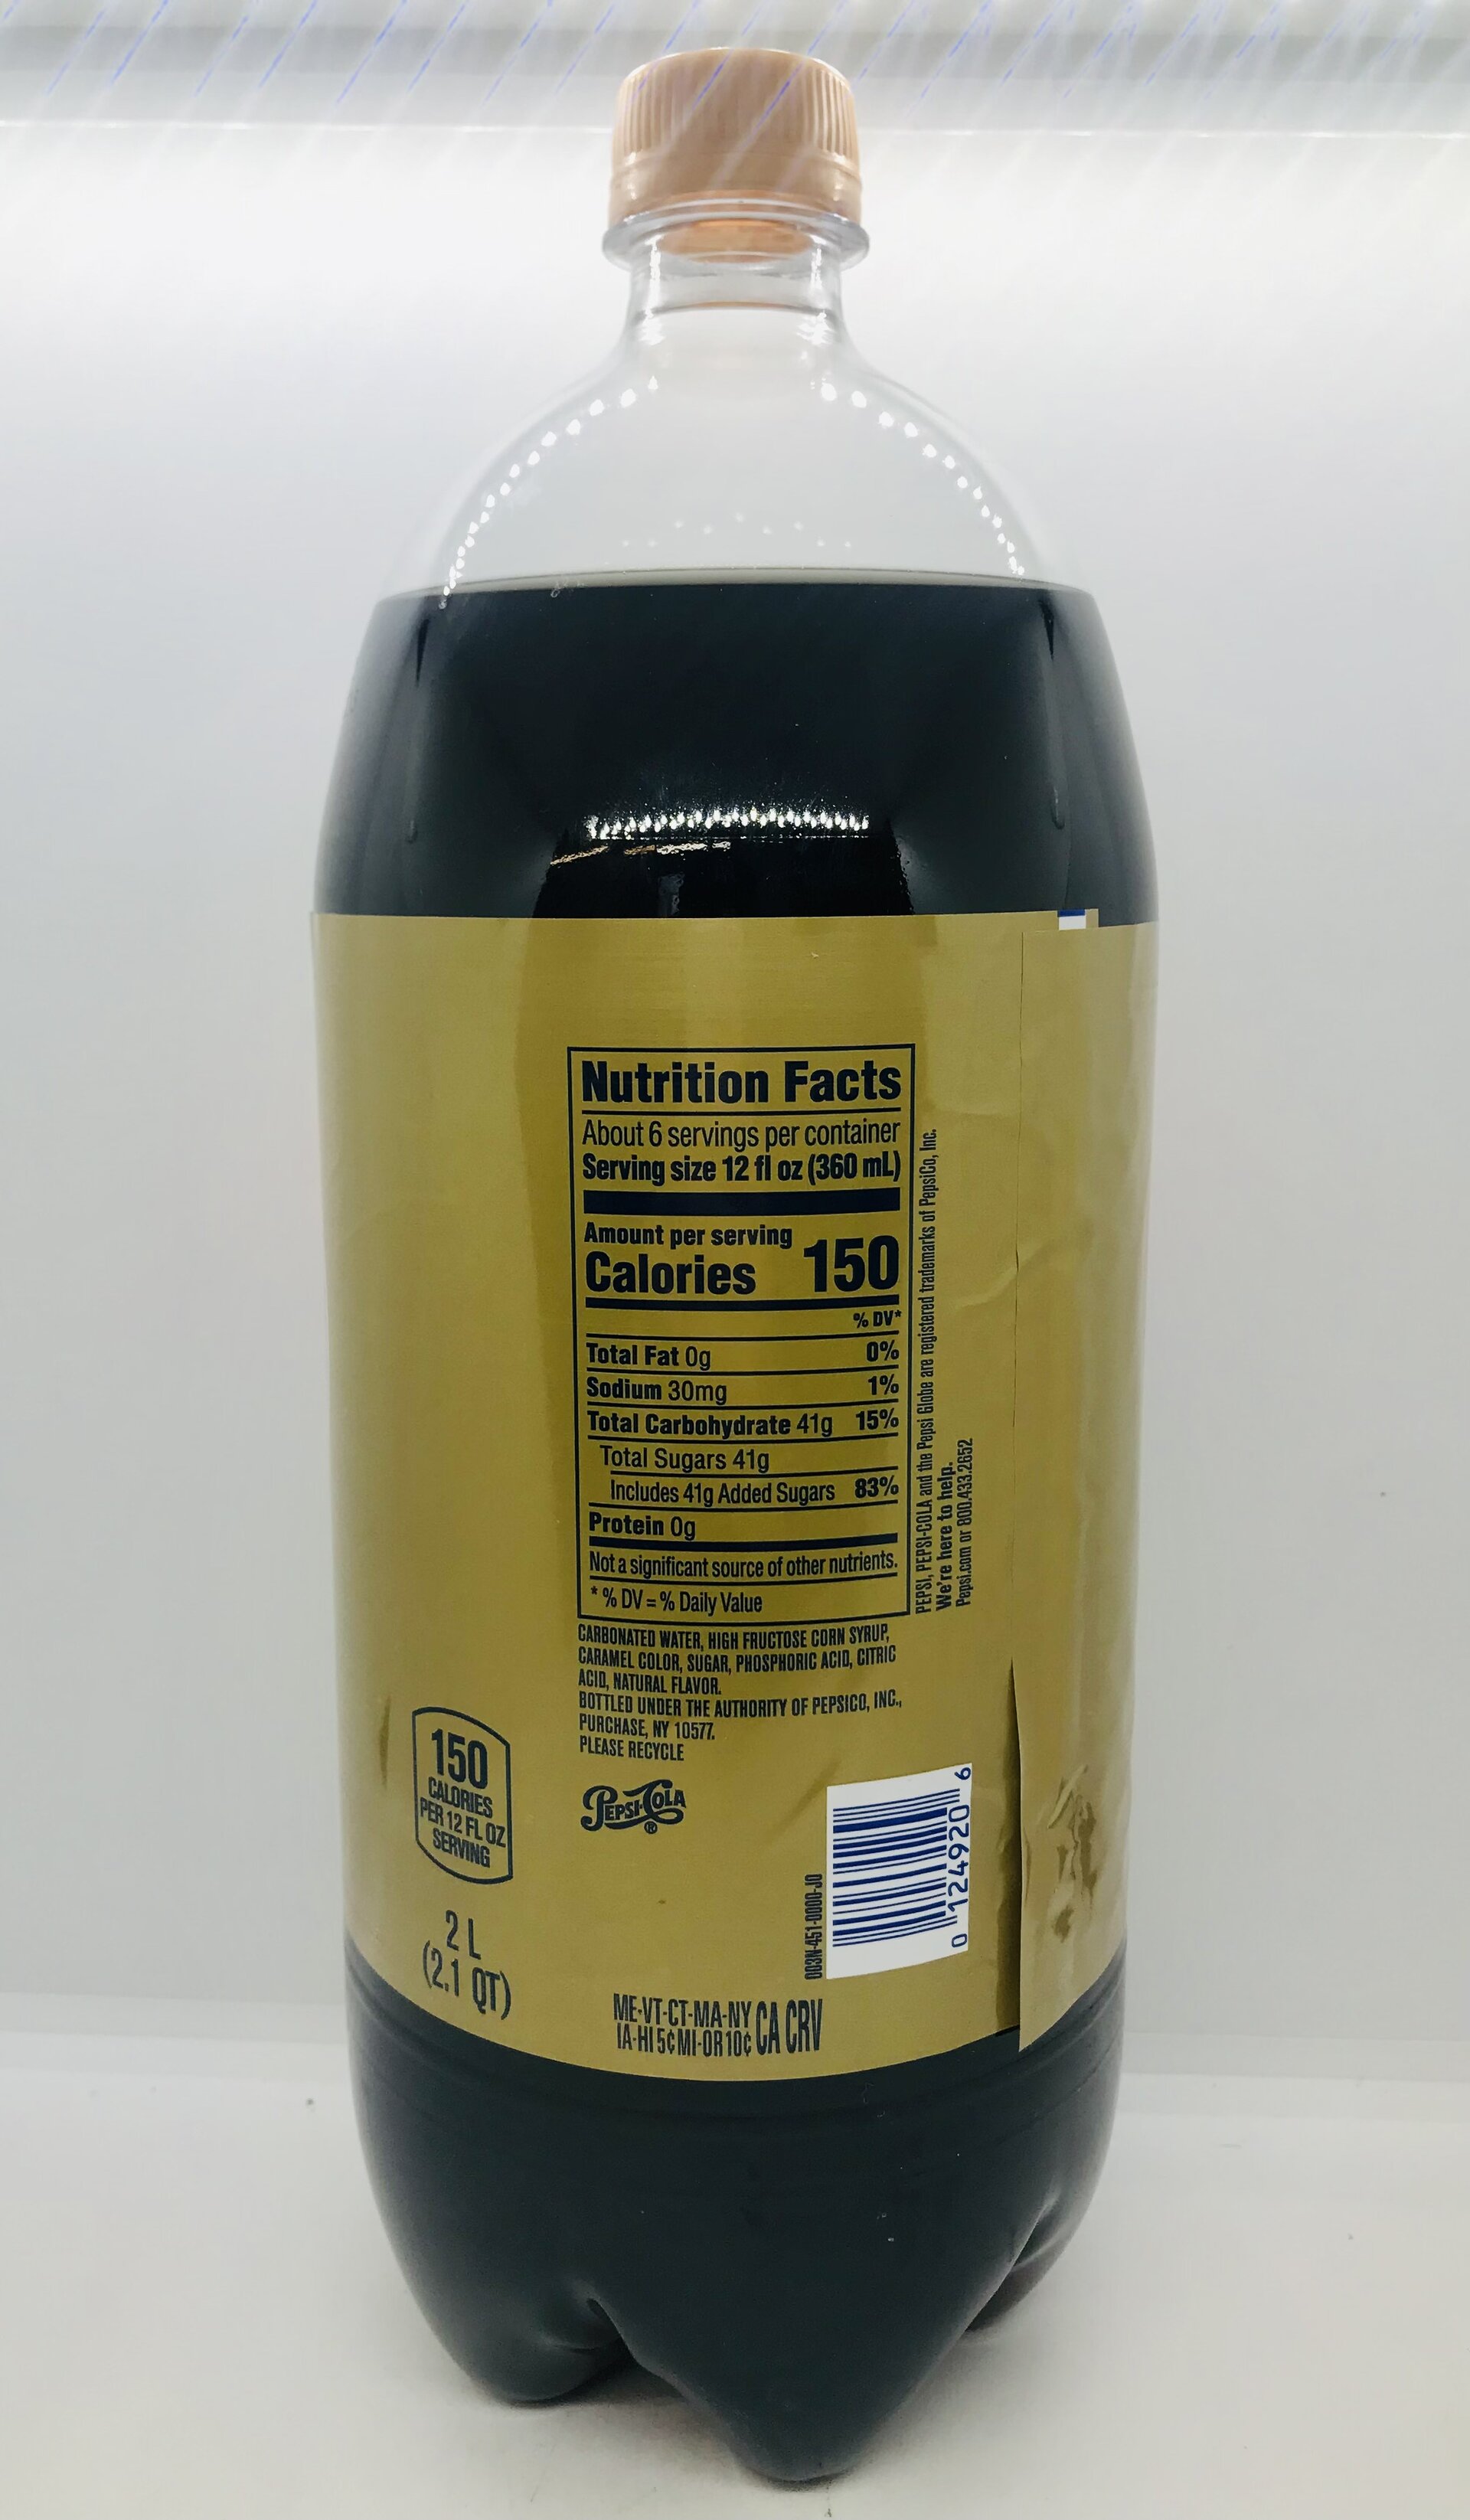 Nutrition Facts
About 6 servings per container
Serving size 12 fl oz (360 mL)
Amount per serving
Calories 150
% DV*
Total Fat 0g 0%
Sodium 30mg 1%
Total Carbohydrate 41g 15%
Total Sugars 41g
Includes 41g Added Sugars 83%
Protein 0g
Not a significant source of other nutrients.
* % DV = % Daily Value
PEPSI, PEPSI-COLA and the Pepsi Globe are registered trademarks of PepsiCo, Inc.
We're here to help.
Pepsi.com or 800.433.2652
CARBONATED WATER, HIGH FRUCTOSE CORN SYRUP,
CARAMEL COLOR, SUGAR, PHOSPHORIC ACID, CITRIC
ACID, NATURAL FLAVOR.
BOTTLED UNDER THE AUTHORITY OF PEPSICO, INC.,
PURCHASE, NY 10577.
PLEASE RECYCLE
150
CALORIES
PER 12 FL OZ
SERVING
PEPSI-COLA
®
2 L
(2.1 QT)
003N-451-0000-J0
0 124920 6
ME-VT-CT-MA-NY
IA-HI 5¢ MI-OR 10¢
CA CRV